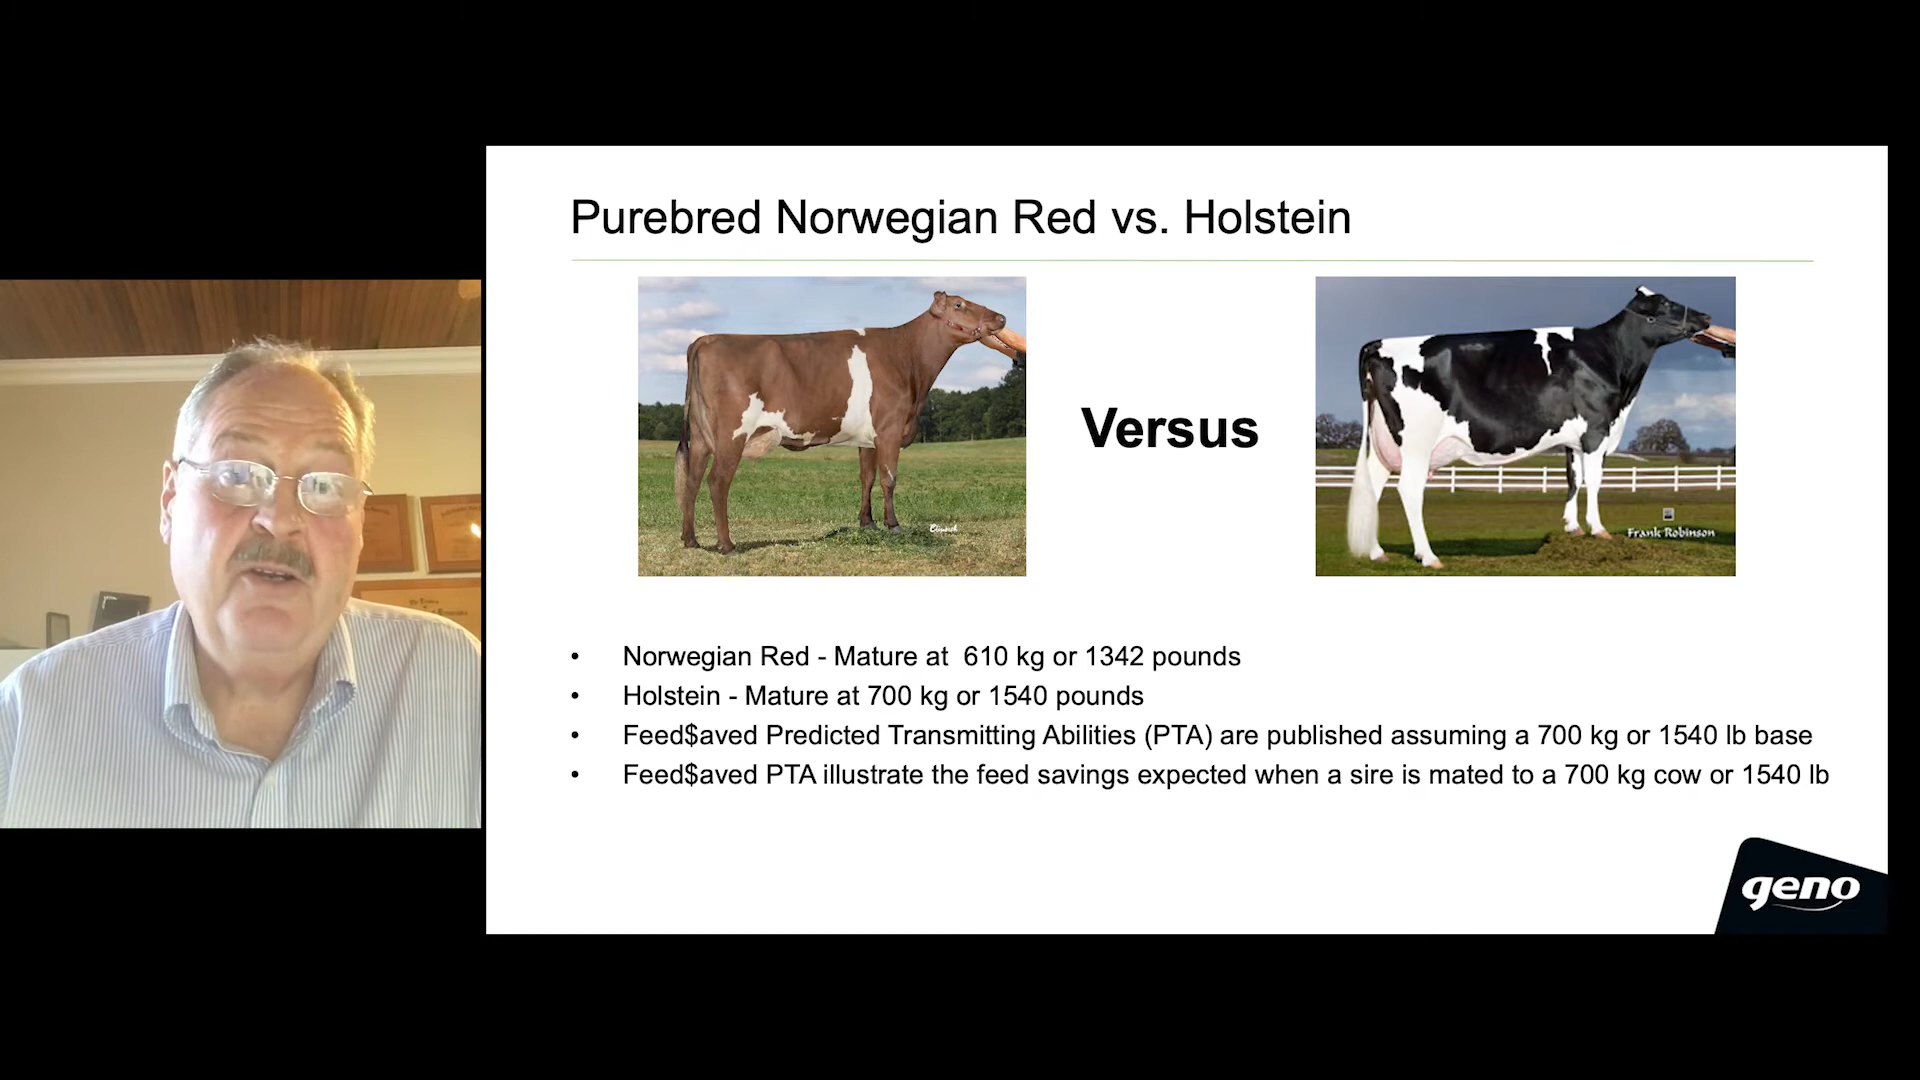 Purebred Norwegian Red vs. Holstein
Versus
Frank Robinson
• Norwegian Red - Mature at  610 kg or 1342 pounds
• Holstein - Mature at 700 kg or 1540 pounds
• Feed$aved Predicted Transmitting Abilities (PTA) are published assuming a 700 kg or 1540 lb base
• Feed$aved PTA illustrate the feed savings expected when a sire is mated to a 700 kg cow or 1540 lb
geno